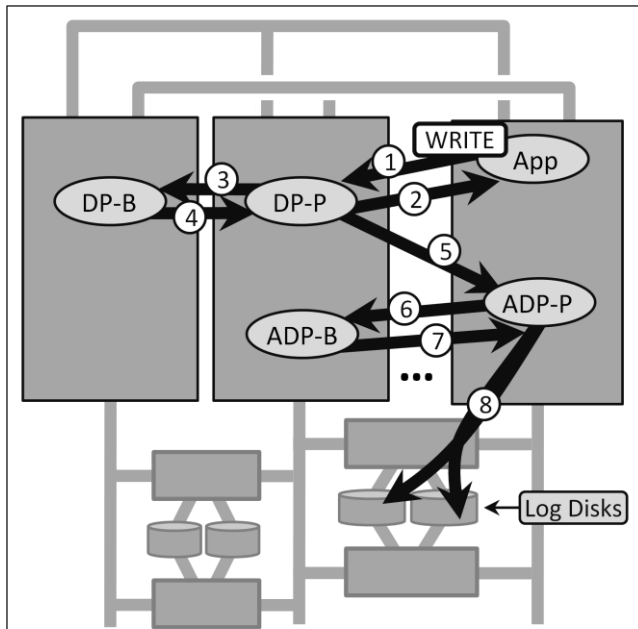 WRITE
App
1
2
3
4
DP-B
DP-P
5
ADP-P
6
ADP-B
7
...
8
Log Disks